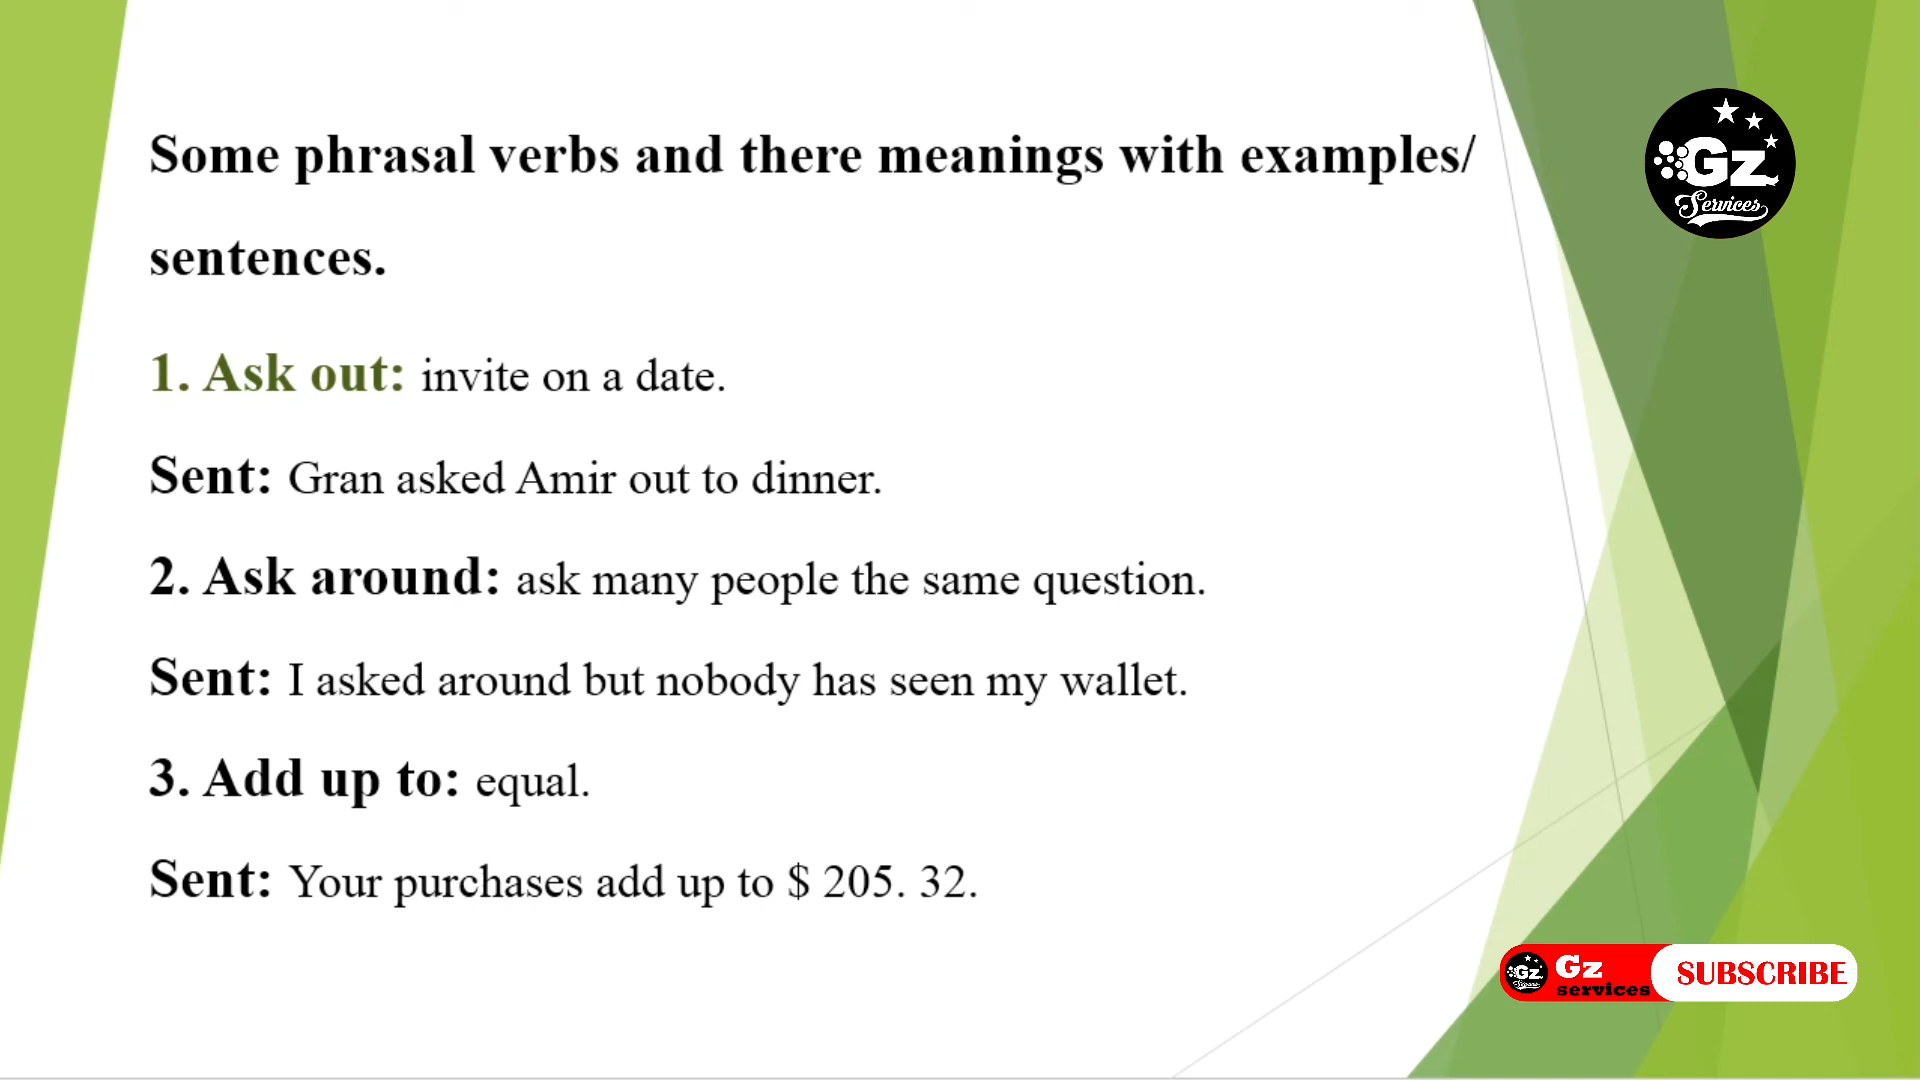 Some phrasal verbs and there meanings with examples/
sentences.
1. Ask out: invite on a date.
Sent: Gran asked Amir out to dinner.
2. Ask around: ask many people the same question.
Sent: I asked around but nobody has seen my wallet.
3. Add up to: equal.
Sent: Your purchases add up to $ 205. 32.
Gz
Services
Gz
Services
Gz
services
SUBSCRIBE